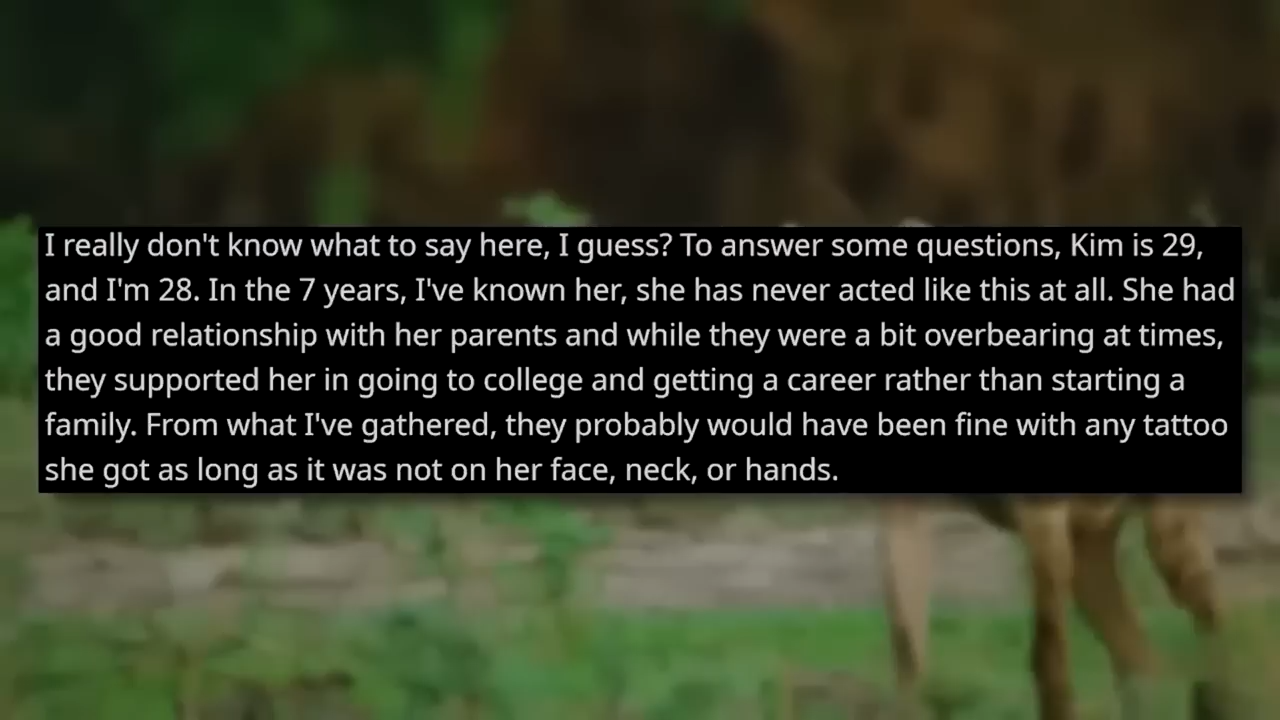 I really don't know what to say here, I guess? To answer some questions, Kim is 29,
and I'm 28. In the 7 years, I've known her, she has never acted like this at all. She had
a good relationship with her parents and while they were a bit overbearing at times,
they supported her in going to college and getting a career rather than starting a
family. From what I've gathered, they probably would have been fine with any tattoo
she got as long as it was not on her face, neck, or hands.